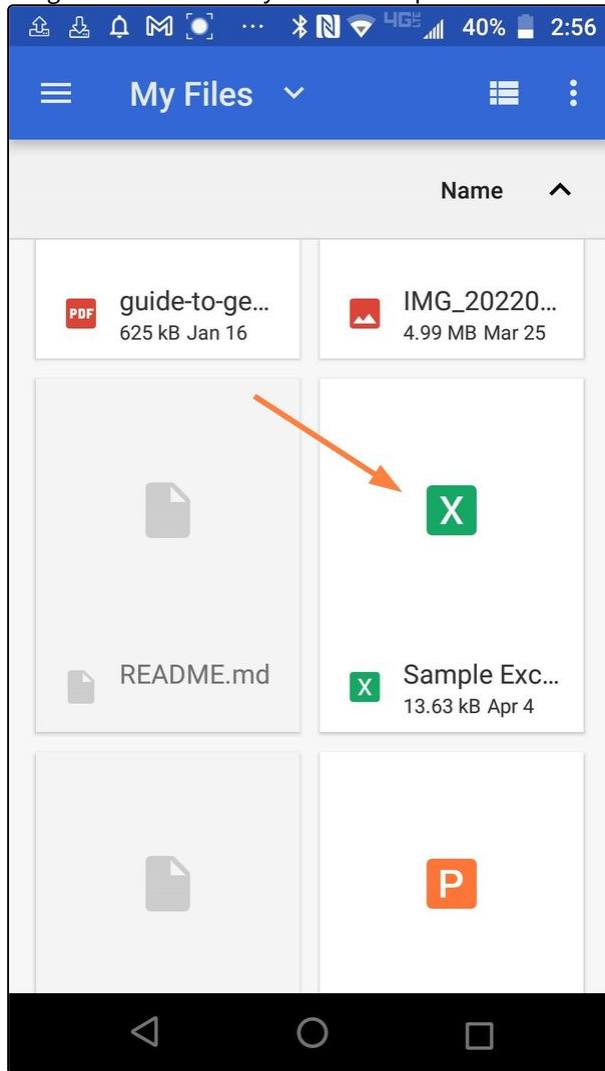 4GE 40% 2:56
My Files
Name
PDF guide-to-ge...
625 kB Jan 16
IMG_20220...
4.99 MB Mar 25
X
README.md
X Sample Exc...
13.63 kB Apr 4
P